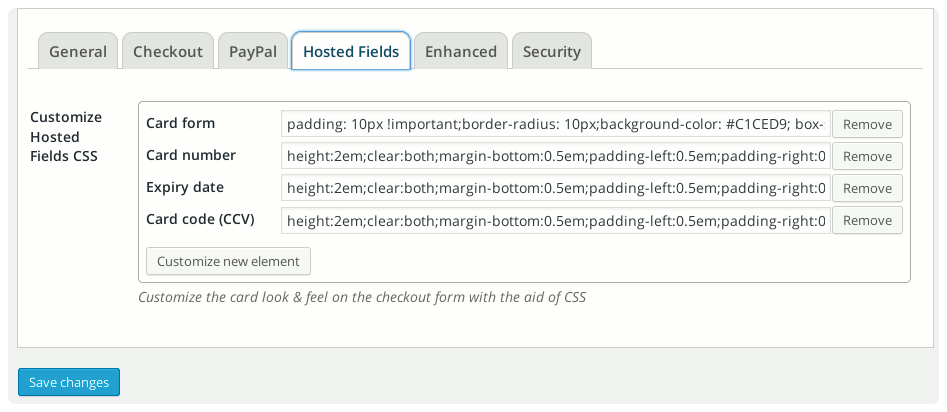 General Checkout PayPal Hosted Fields Enhanced Security
Customize
Hosted
Fields CSS
Card form padding: 10px !important;border-radius: 10px;background-color: #C1CED9; box- Remove
Card number height:2em;clear:both;margin-bottom:0.5em;padding-left:0.5em;padding-right:0 Remove
Expiry date height:2em;clear:both;margin-bottom:0.5em;padding-left:0.5em;padding-right:0 Remove
Card code (CCV) height:2em;clear:both;margin-bottom:0.5em;padding-left:0.5em;padding-right:0 Remove
Customize new element
Customize the card look & feel on the checkout form with the aid of CSS
Save changes